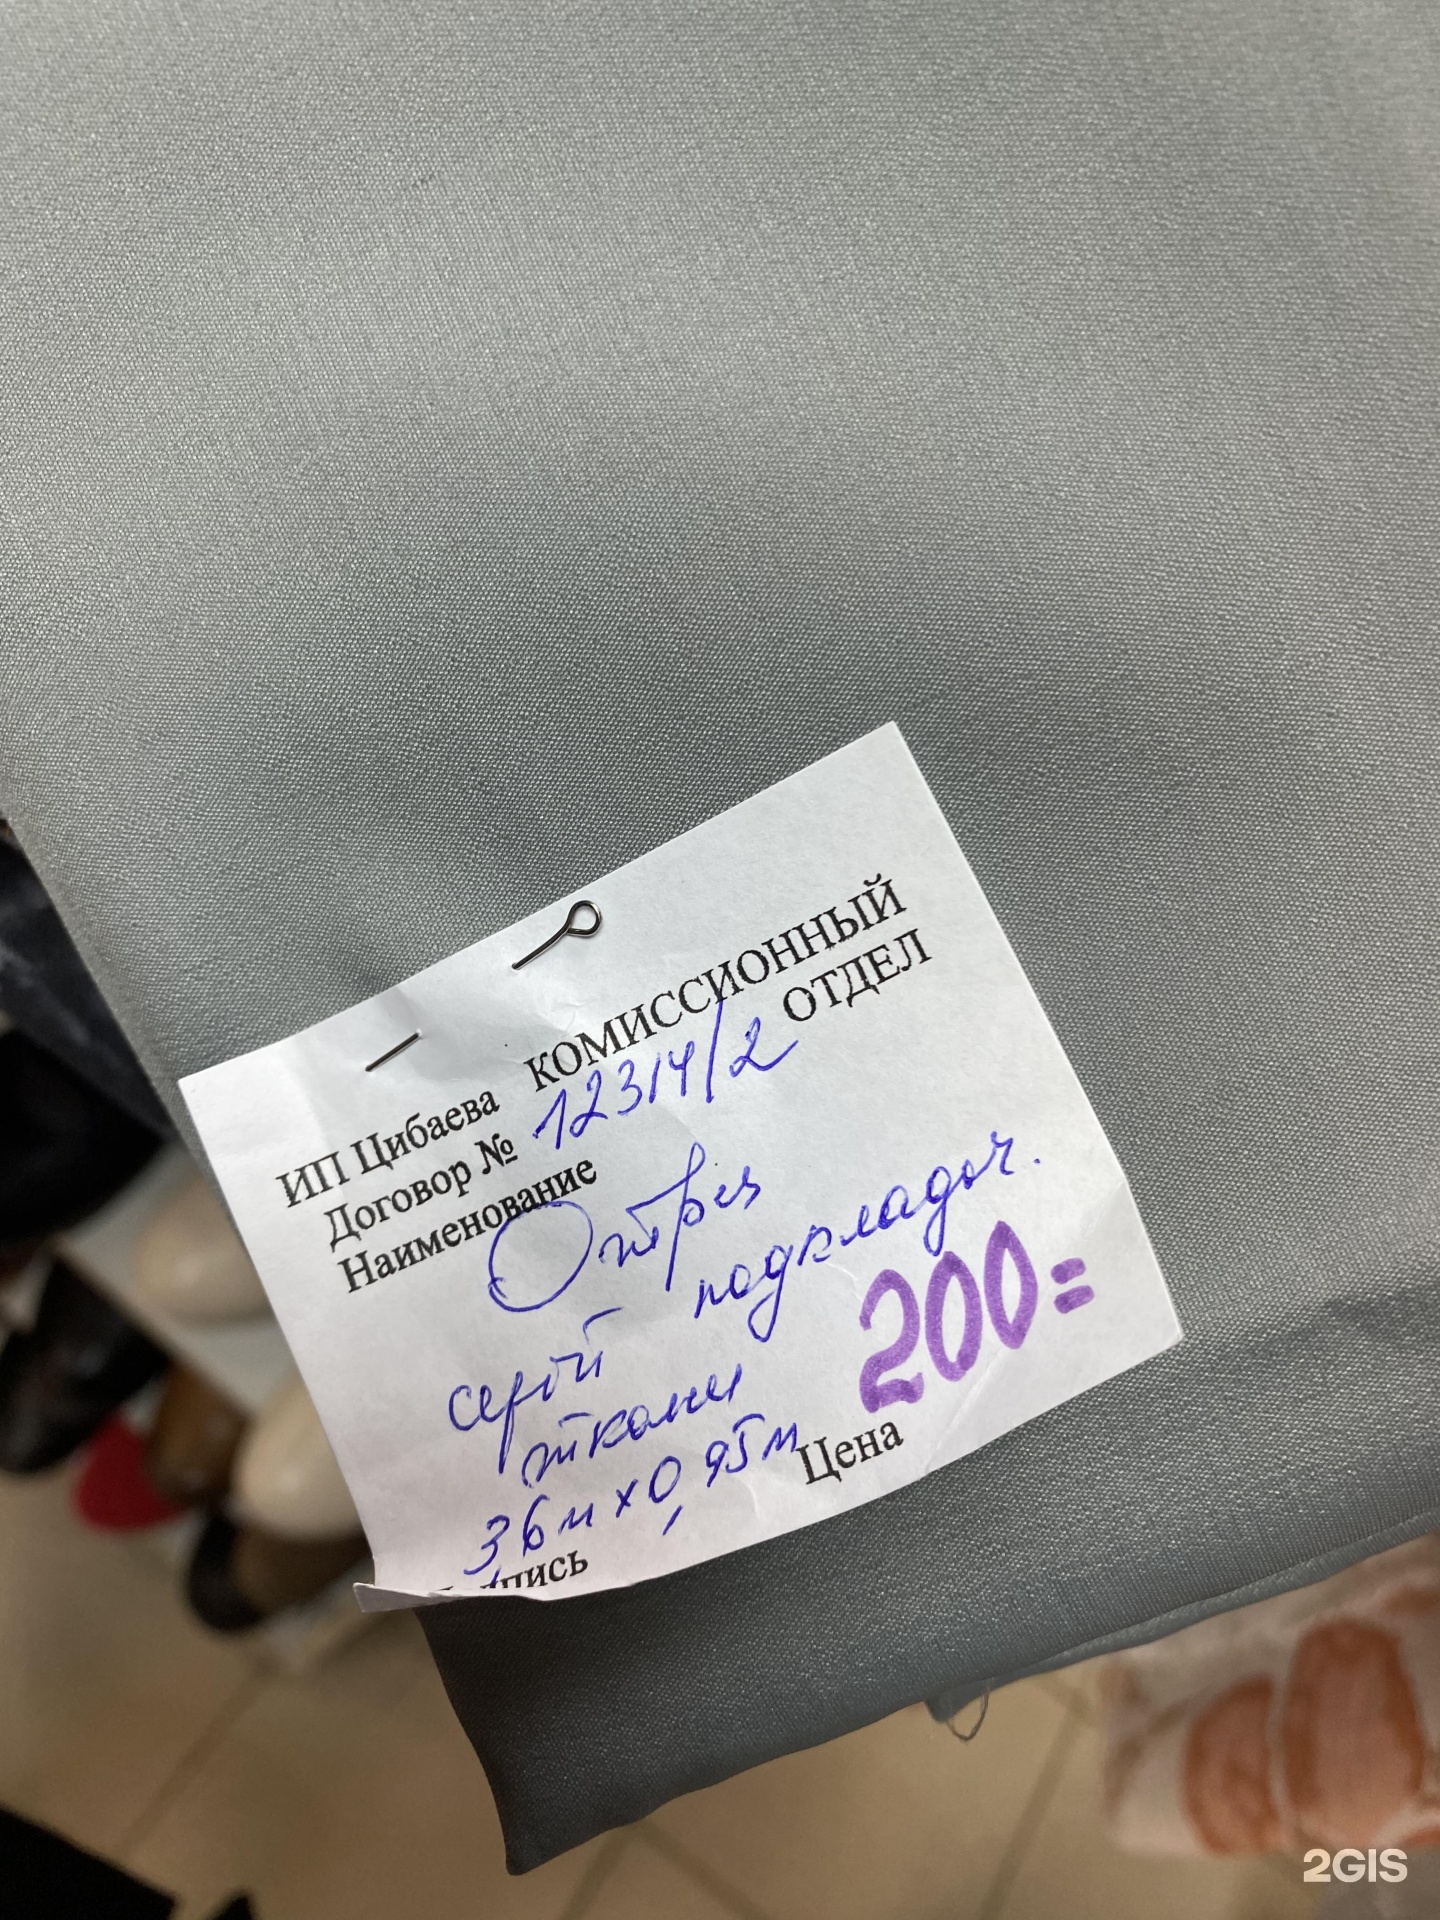 КОМИССИОННЫЙ
ОТДЕЛ
ИП Цибаева
Договор № 12314/2
Наименование
Отрез
серой подкладоч.
ткани
200=
3,6м х 0,95м
Цена
пись
2GIS